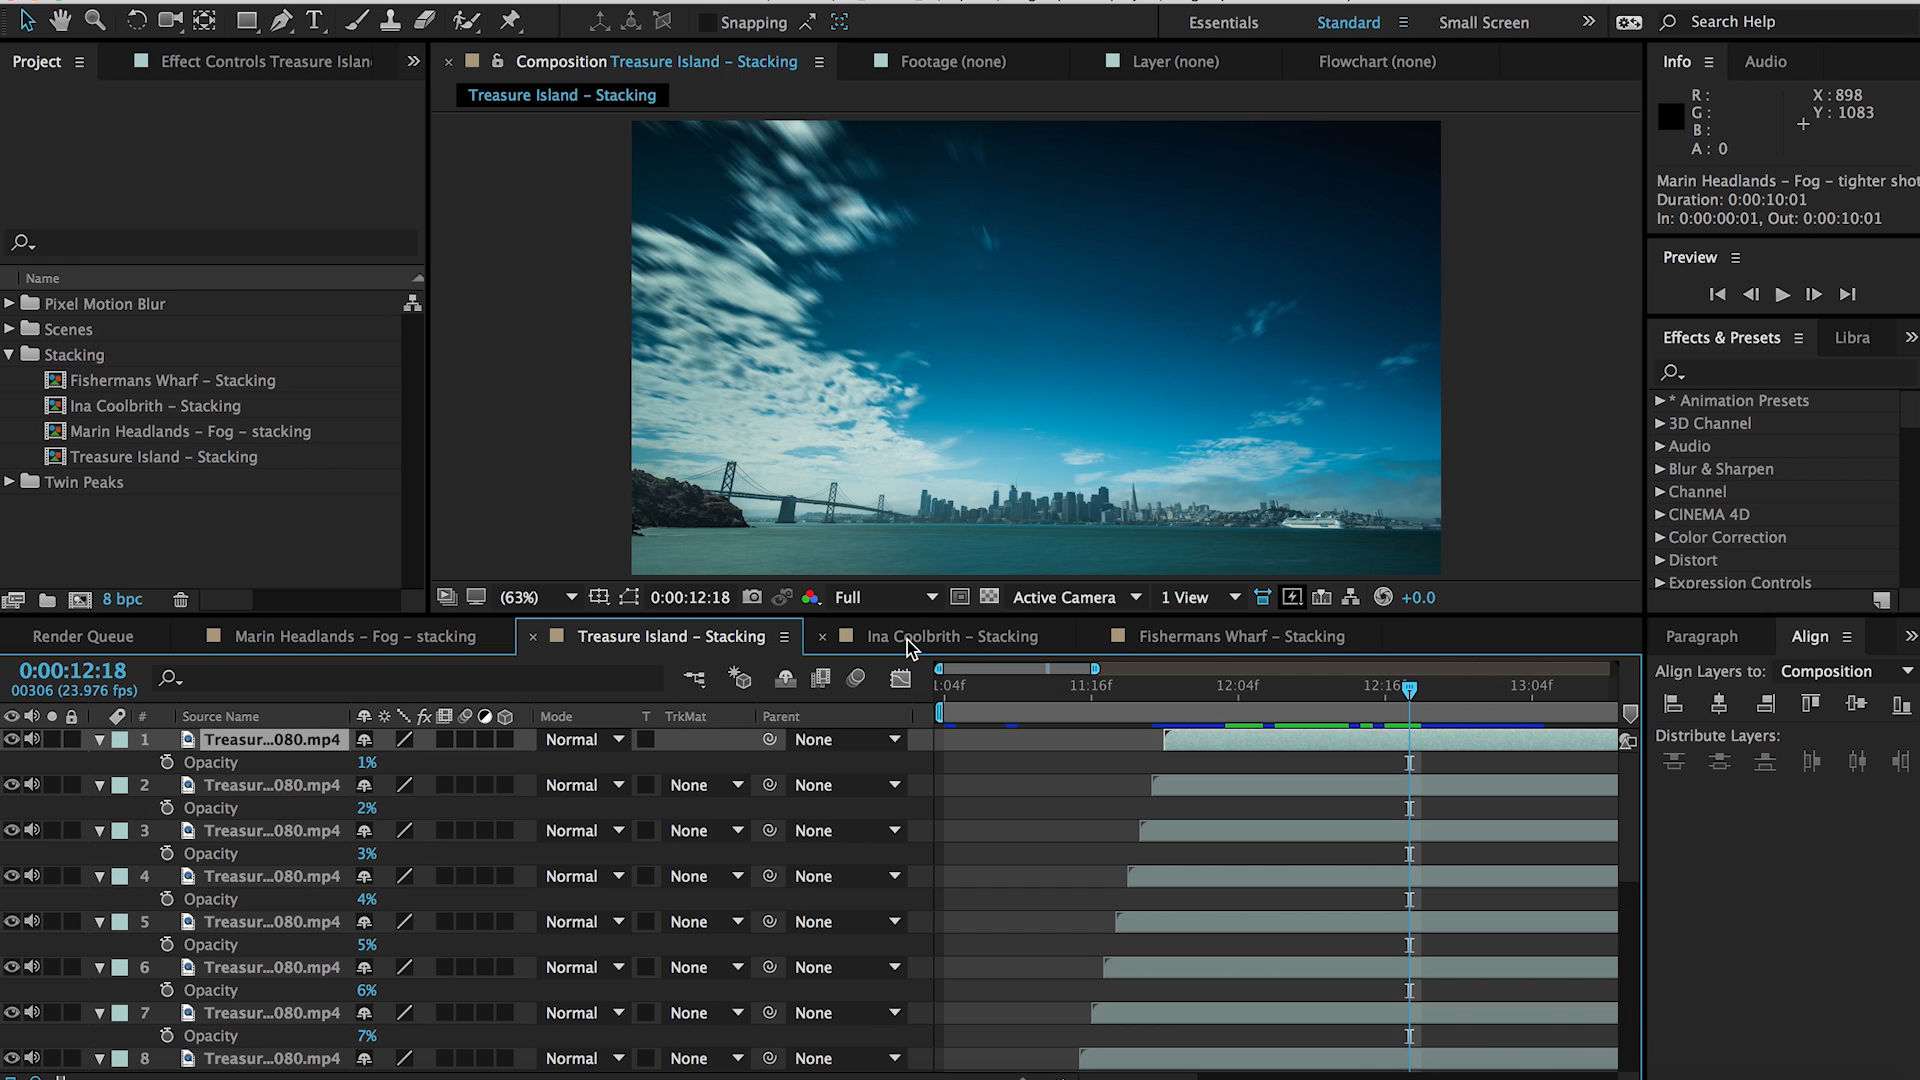 Snapping
Essentials
Standard
Small Screen
Search Help
Project
Effect Controls Treasure Islan
Composition Treasure Island – Stacking
Footage (none)
Layer (none)
Flowchart (none)
Info
Audio
Treasure Island – Stacking
R :
G :
B :
A : 0
X : 898
Y : 1083
Marin Headlands – Fog – tighter shot
Duration: 0:00:10:01
In: 0:00:00:01, Out: 0:00:10:01
Preview
Name
Pixel Motion Blur
Scenes
Stacking
Fishermans Wharf – Stacking
Ina Coolbrith – Stacking
Marin Headlands – Fog – stacking
Treasure Island – Stacking
Twin Peaks
Effects & Presets
Libra
* Animation Presets
3D Channel
Audio
Blur & Sharpen
Channel
CINEMA 4D
Color Correction
Distort
Expression Controls
8 bpc
(63%)
0:00:12:18
Full
Active Camera
1 View
+0.0
Render Queue
Marin Headlands – Fog – stacking
Treasure Island – Stacking
Ina Coolbrith – Stacking
Fishermans Wharf – Stacking
Paragraph
Align
0:00:12:18
00306 (23.976 fps)
1:04f
11:16f
12:04f
12:16f
13:04f
Align Layers to: Composition
Distribute Layers:
# Source Name fx Mode T TrkMat Parent
1 Treasur...080.mp4 Normal None
Opacity 1%
2 Treasur...080.mp4 Normal None None
Opacity 2%
3 Treasur...080.mp4 Normal None None
Opacity 3%
4 Treasur...080.mp4 Normal None None
Opacity 4%
5 Treasur...080.mp4 Normal None None
Opacity 5%
6 Treasur...080.mp4 Normal None None
Opacity 6%
7 Treasur...080.mp4 Normal None None
Opacity 7%
8 Treasur...080.mp4 Normal None None